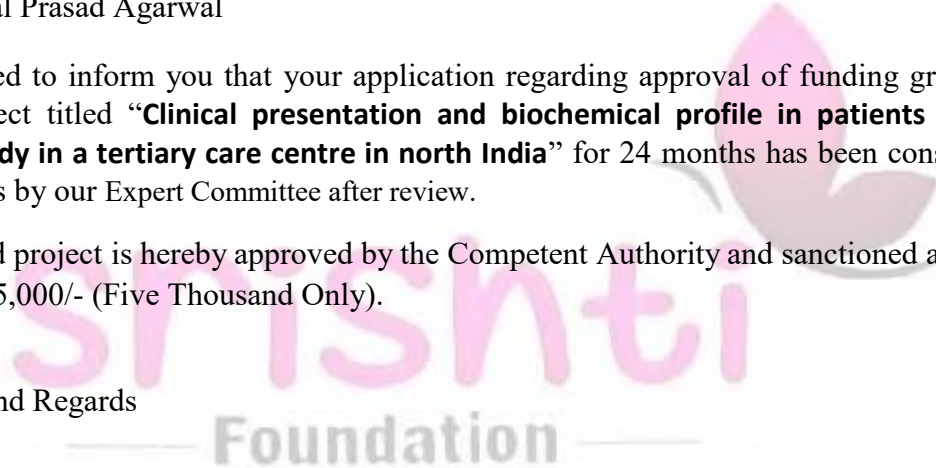 al Prasad Agarwal
ed to inform you that your application regarding approval of funding gr
ect titled “Clinical presentation and biochemical profile in patients
dy in a tertiary care centre in north India” for 24 months has been cons
s by our Expert Committee after review.
d project is hereby approved by the Competent Authority and sanctioned a
5,000/- (Five Thousand Only).
nd Regards
srishti
Foundation